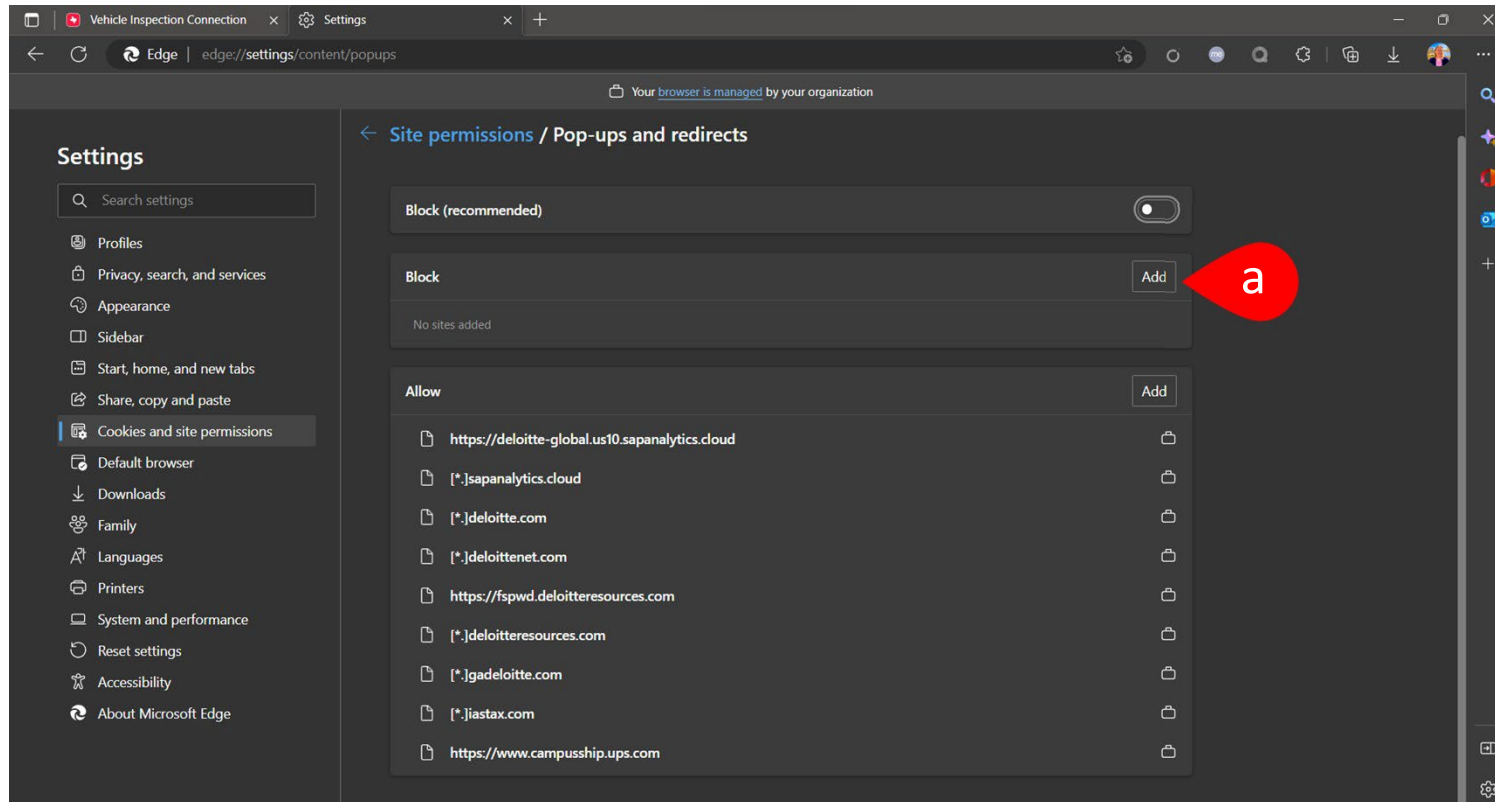 Vehicle Inspection Connection
Settings
Edge | edge://settings/content/popups
Your browser is managed by your organization
Settings
Search settings
Profiles
Privacy, search, and services
Appearance
Sidebar
Start, home, and new tabs
Share, copy and paste
Cookies and site permissions
Default browser
Downloads
Family
Languages
Printers
System and performance
Reset settings
Accessibility
About Microsoft Edge
Site permissions / Pop-ups and redirects
Block (recommended)
Block
Add
a
No sites added
Allow
Add
https://deloitte-global.us10.sapanalytics.cloud
[*.]sapanalytics.cloud
[*.]deloitte.com
[*.]deloittenet.com
https://fspwd.deloitteresources.com
[*.]deloitteresources.com
[*.]gadeloitte.com
[*.]iastax.com
https://www.campusship.ups.com